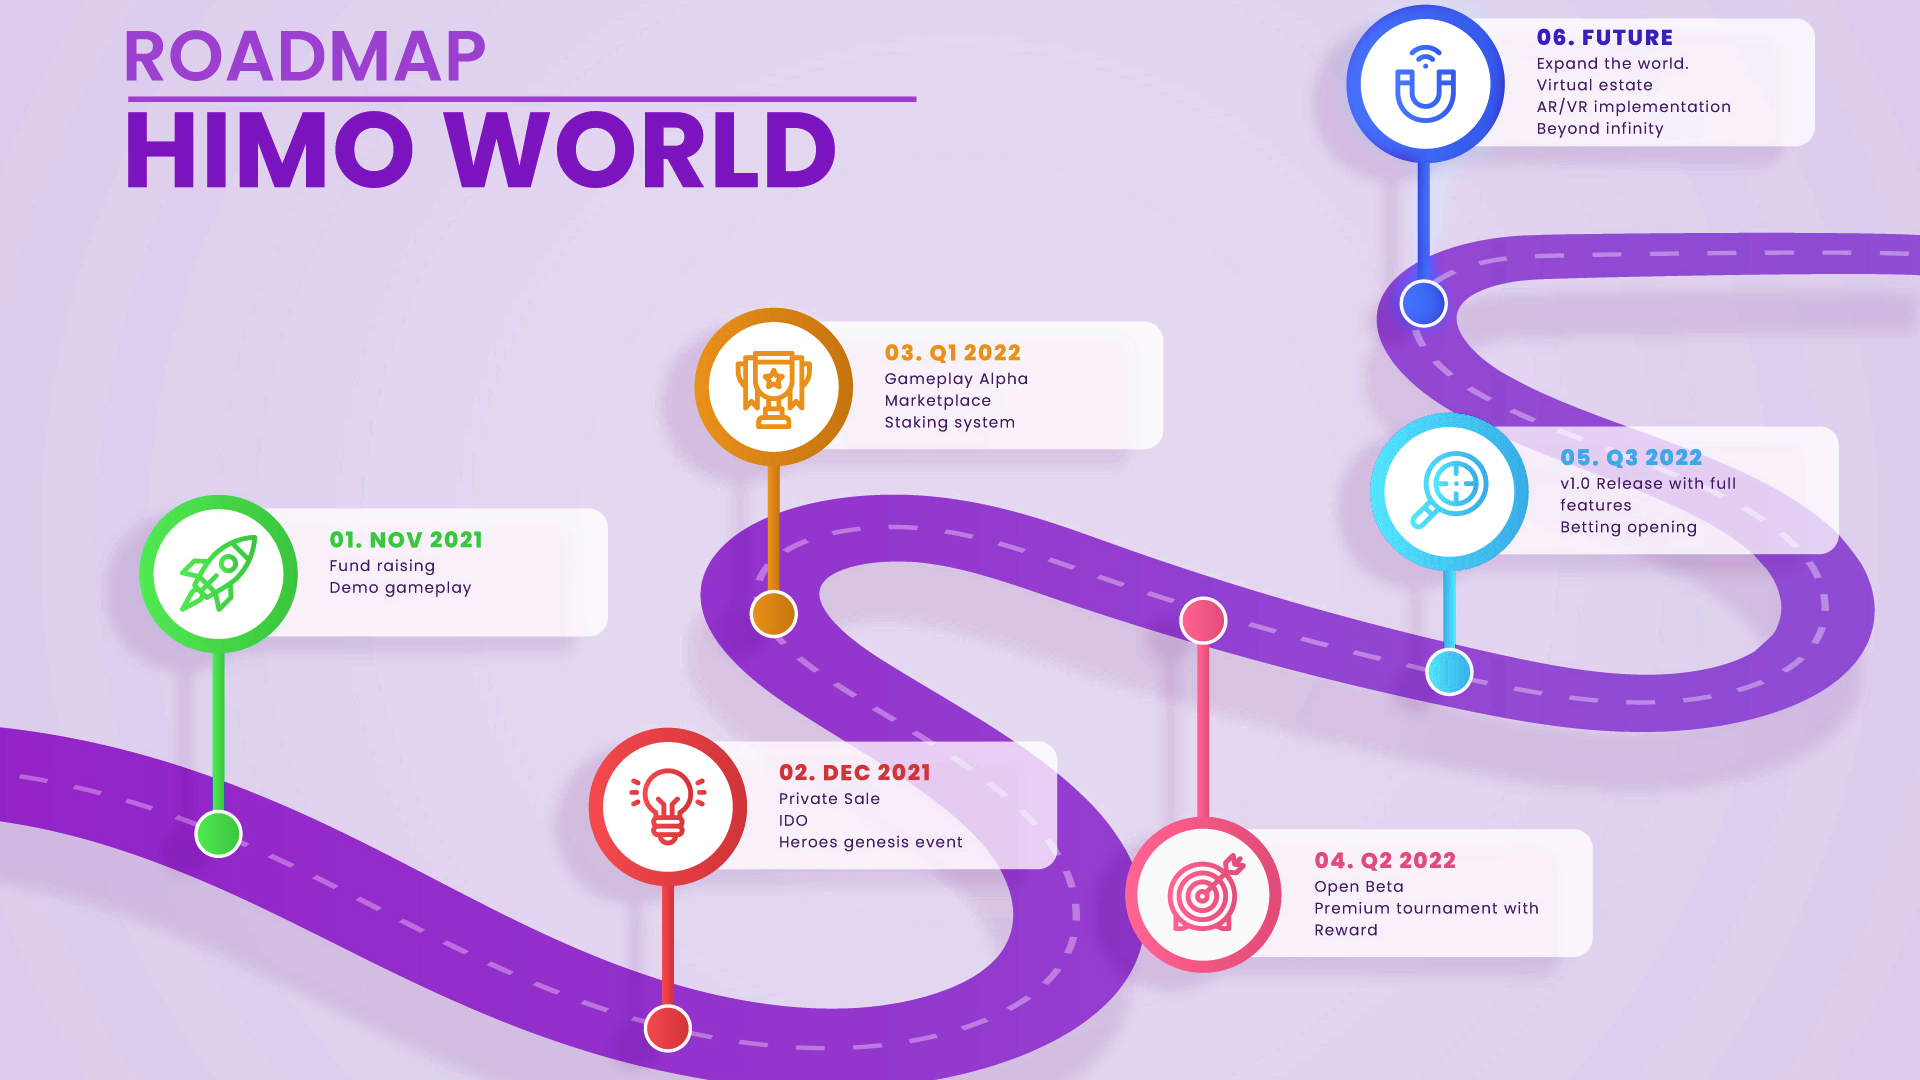 ROADMAP
HIMO WORLD
01. NOV 2021
Fund raising
Demo gameplay
02. DEC 2021
Private Sale
IDO
Heroes genesis event
03. Q1 2022
Gameplay Alpha
Marketplace
Staking system
04. Q2 2022
Open Beta
Premium tournament with
Reward
05. Q3 2022
v1.0 Release with full
features
Betting opening
06. FUTURE
Expand the world.
Virtual estate
AR/VR implementation
Beyond infinity